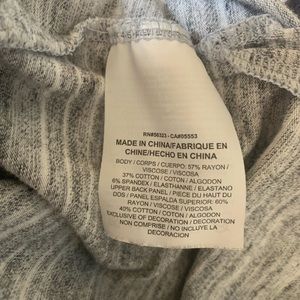 RN#56323 - CA#05553
MADE IN CHINA/FABRIQUE EN
CHINE/HECHO EN CHINA
BODY / CORPS / CUERPO: 57% RAYON /
VISCOSE / VISCOSA
37% COTTON / COTON / ALGODON
6% SPANDEX / ELASTHANNE / ELASTANO
UPPER BACK PANEL / PIECE DU HAUT DU
DOS / PANEL ESPALDA SUPERIOR: 60%
RAYON / VISCOSE / VISCOSA
40% COTTON / COTON / ALGODON
EXCLUSIVE OF DECORATION / DECORATION
NON COMPRISE / NO INCLUYE LA
DECORACION